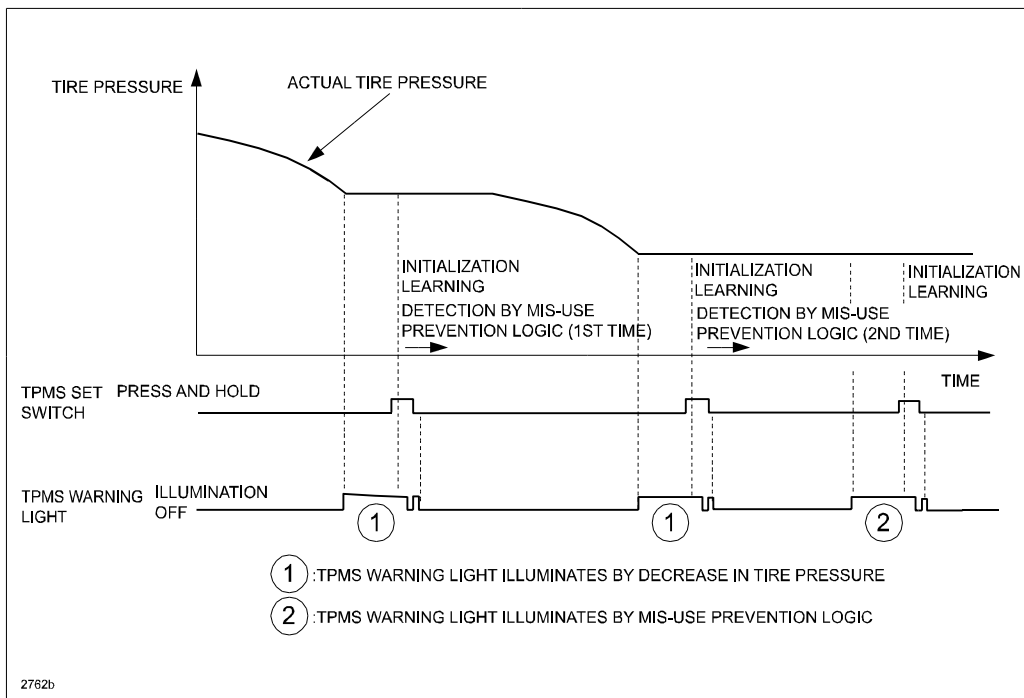 TIRE PRESSURE
ACTUAL TIRE PRESSURE
INITIALIZATION
LEARNING
DETECTION BY MIS-USE
PREVENTION LOGIC (1ST TIME)
INITIALIZATION
LEARNING
DETECTION BY MIS-USE
PREVENTION LOGIC (2ND TIME)
INITIALIZATION
LEARNING
TIME
TPMS SET
SWITCH
PRESS AND HOLD
TPMS WARNING
LIGHT
ILLUMINATION
OFF
1
1
2
1 :TPMS WARNING LIGHT ILLUMINATES BY DECREASE IN TIRE PRESSURE
2 :TPMS WARNING LIGHT ILLUMINATES BY MIS-USE PREVENTION LOGIC
2762b